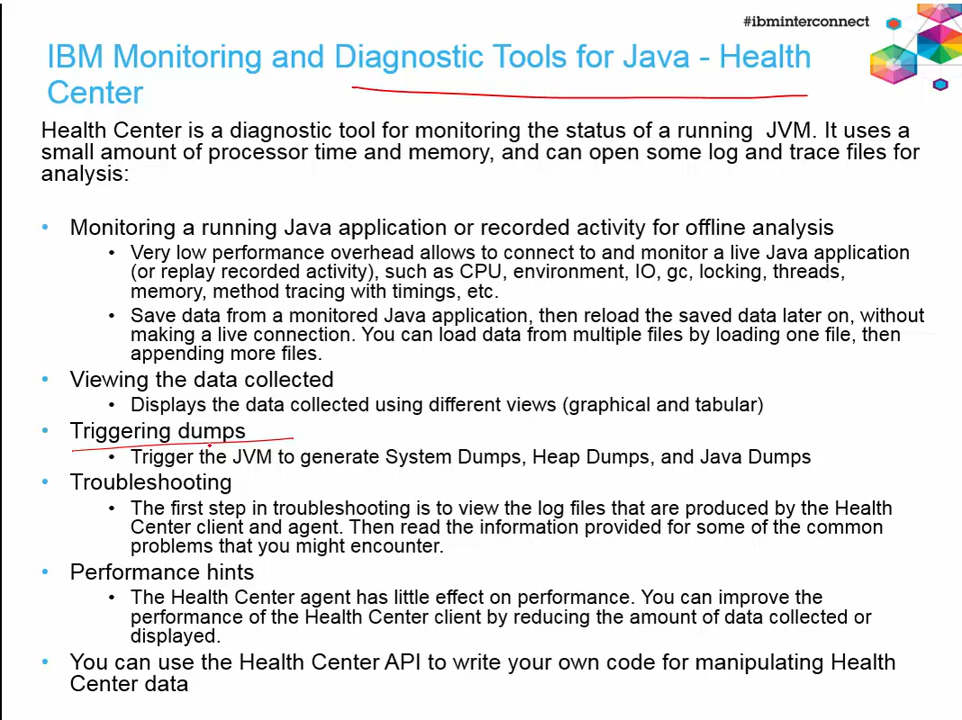 #ibminterconnect
IBM Monitoring and Diagnostic Tools for Java - Health
Center
Health Center is a diagnostic tool for monitoring the status of a running JVM. It uses a
small amount of processor time and memory, and can open some log and trace files for
analysis:
• Monitoring a running Java application or recorded activity for offline analysis
• Very low performance overhead allows to connect to and monitor a live Java application
(or replay recorded activity), such as CPU, environment, IO, gc, locking, threads,
memory, method tracing with timings, etc.
• Save data from a monitored Java application, then reload the saved data later on, without
making a live connection. You can load data from multiple files by loading one file, then
appending more files.
• Viewing the data collected
• Displays the data collected using different views (graphical and tabular)
• Triggering dumps
• Trigger the JVM to generate System Dumps, Heap Dumps, and Java Dumps
• Troubleshooting
• The first step in troubleshooting is to view the log files that are produced by the Health
Center client and agent. Then read the information provided for some of the common
problems that you might encounter.
• Performance hints
• The Health Center agent has little effect on performance. You can improve the
performance of the Health Center client by reducing the amount of data collected or
displayed.
• You can use the Health Center API to write your own code for manipulating Health
Center data